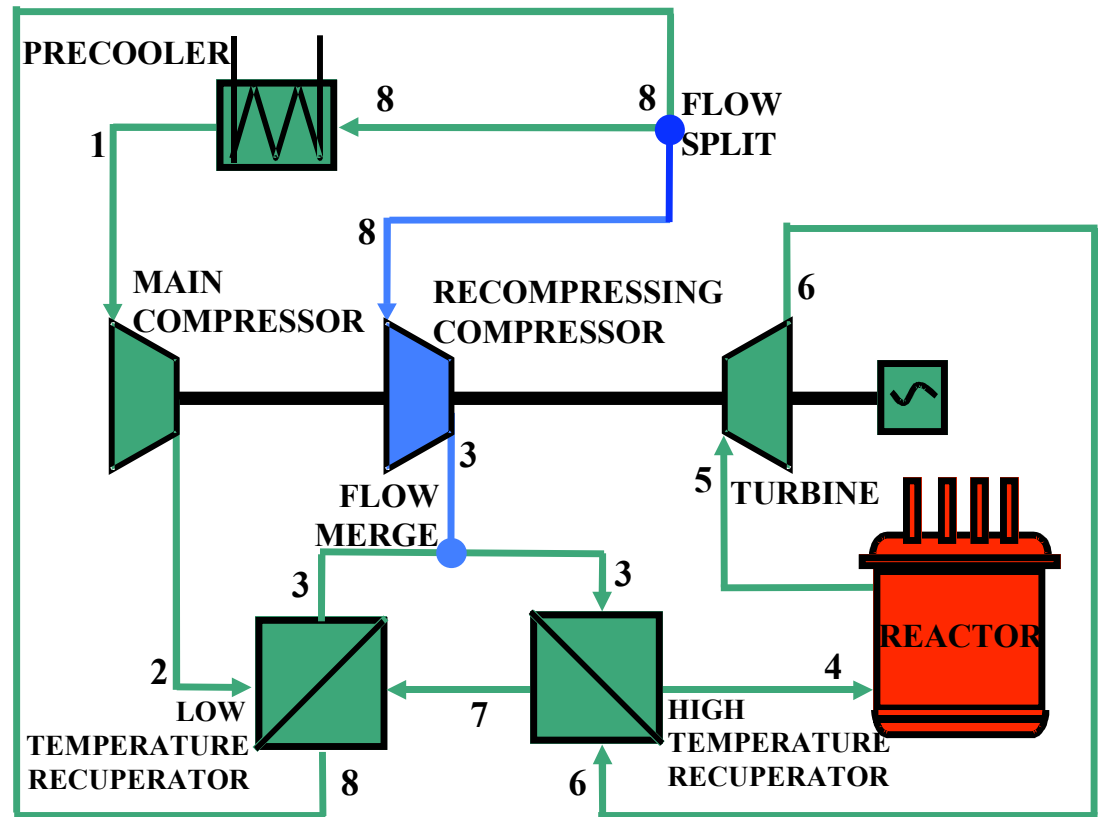 PRECOOLER
8
8
FLOW
SPLIT
1
8
6
MAIN
COMPRESSOR
RECOMPRESSING
COMPRESSOR
3
5
TURBINE
FLOW
MERGE
3
3
REACTOR
2
LOW
TEMPERATURE
RECUPERATOR
7
4
HIGH
TEMPERATURE
RECUPERATOR
8
6